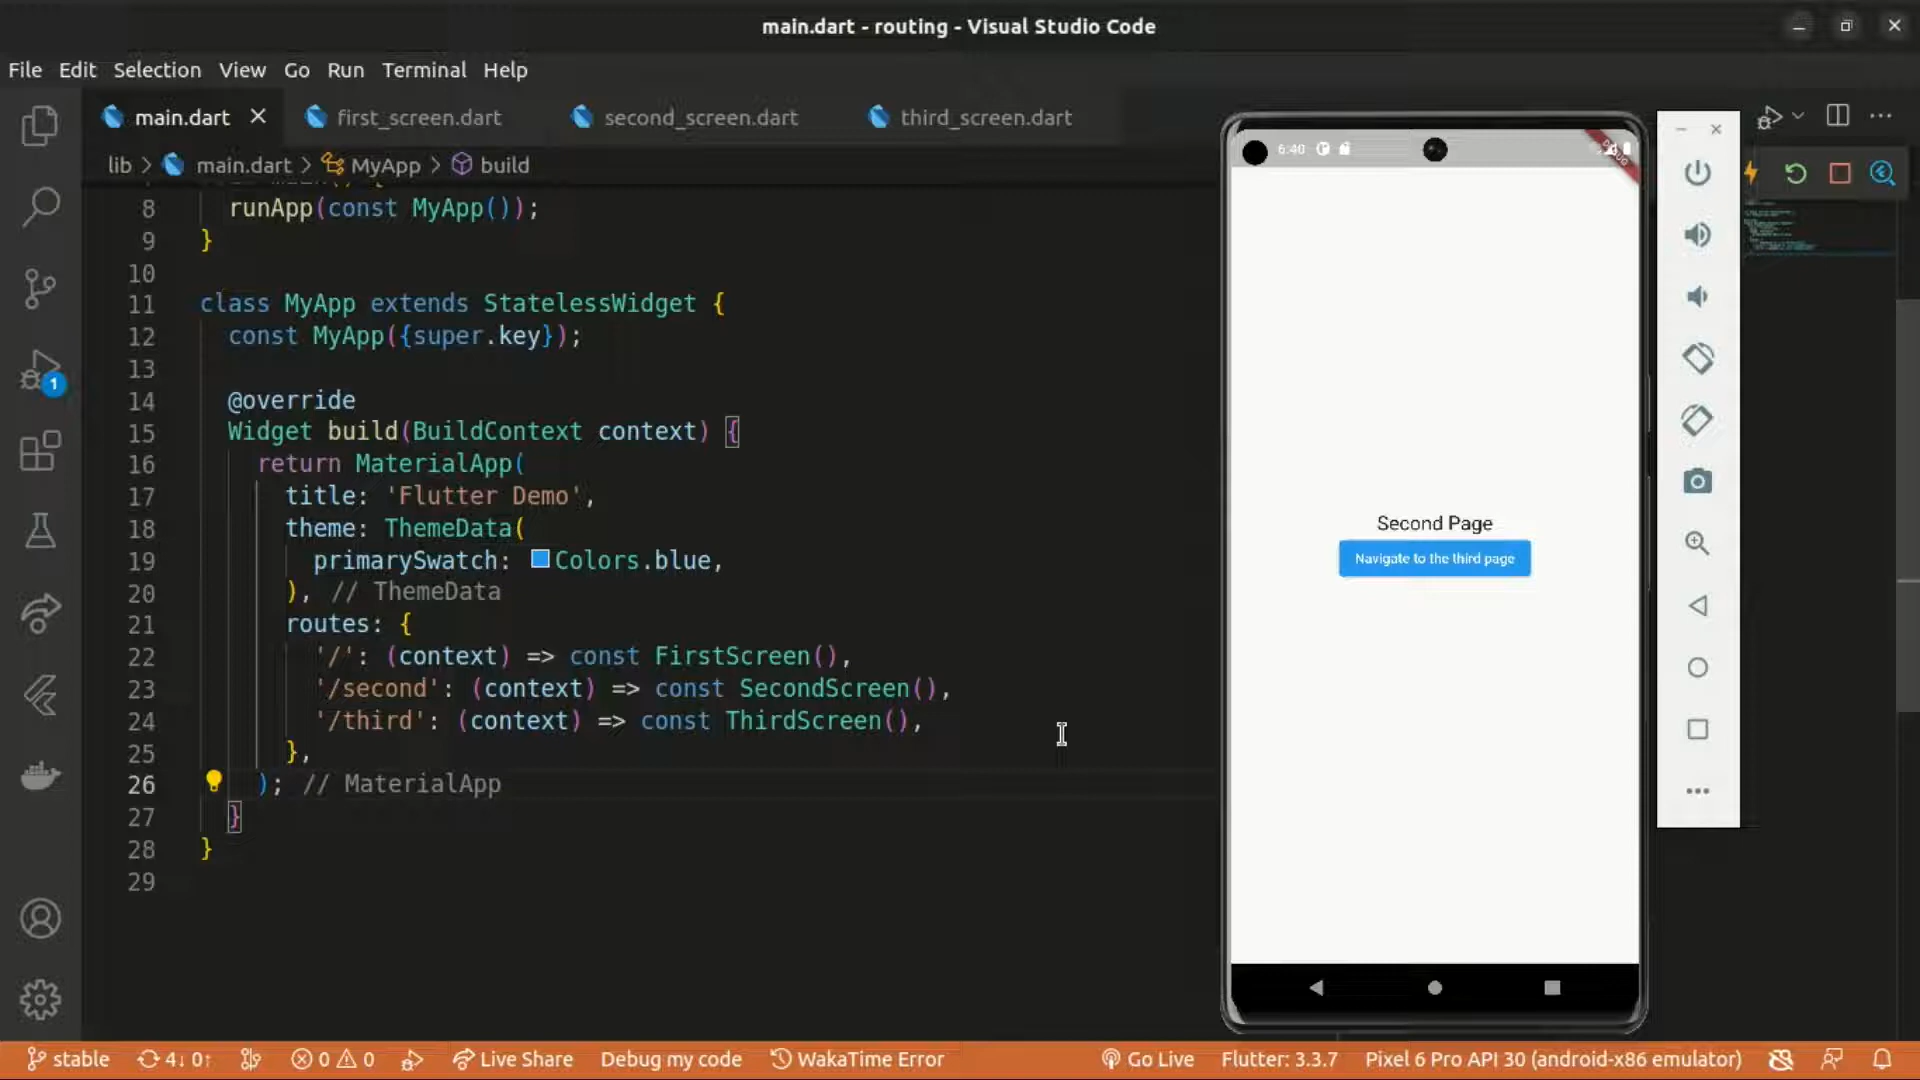 main.dart - routing - Visual Studio Code
File Edit Selection View Go Run Terminal Help
main.dart first_screen.dart second_screen.dart third_screen.dart
lib > main.dart > MyApp > build
8 runApp(const MyApp());
9 }
10
11 class MyApp extends StatelessWidget {
12 const MyApp({super.key});
13
14 @override
15 Widget build(BuildContext context) {
16 return MaterialApp(
17 title: 'Flutter Demo',
18 theme: ThemeData(
19 primarySwatch: Colors.blue,
20 ), // ThemeData
21 routes: {
22 '/': (context) => const FirstScreen(),
23 '/second': (context) => const SecondScreen(),
24 '/third': (context) => const ThirdScreen(),
25 },
26 ); // MaterialApp
27 }
28 }
29
1
6:40
Second Page
Navigate to the third page
stable 4↓ 0↑ 0 0 Live Share Debug my code WakaTime Error Go Live Flutter: 3.3.7 Pixel 6 Pro API 30 (android-x86 emulator)